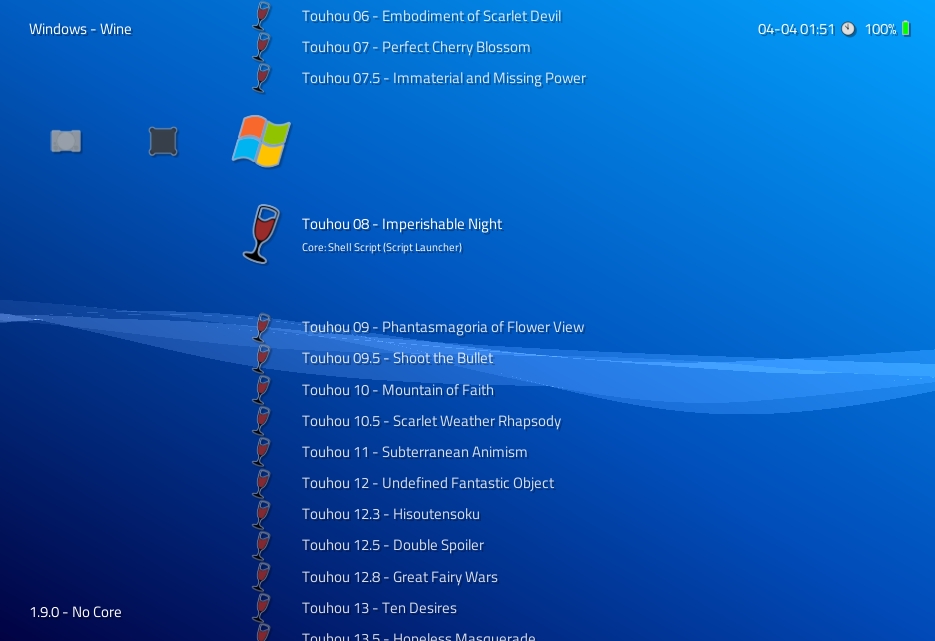 Touhou 06 - Embodiment of Scarlet Devil
Windows - Wine
04-04 01:51
100%
Touhou 07 - Perfect Cherry Blossom
Touhou 07.5 - Immaterial and Missing Power
Touhou 08 - Imperishable Night
Core: Shell Script (Script Launcher)
Touhou 09 - Phantasmagoria of Flower View
Touhou 09.5 - Shoot the Bullet
Touhou 10 - Mountain of Faith
Touhou 10.5 - Scarlet Weather Rhapsody
Touhou 11 - Subterranean Animism
Touhou 12 - Undefined Fantastic Object
Touhou 12.3 - Hisoutensoku
Touhou 12.5 - Double Spoiler
Touhou 12.8 - Great Fairy Wars
Touhou 13 - Ten Desires
1.9.0 - No Core
Touhou 13.5 - Hopeless Masquerade